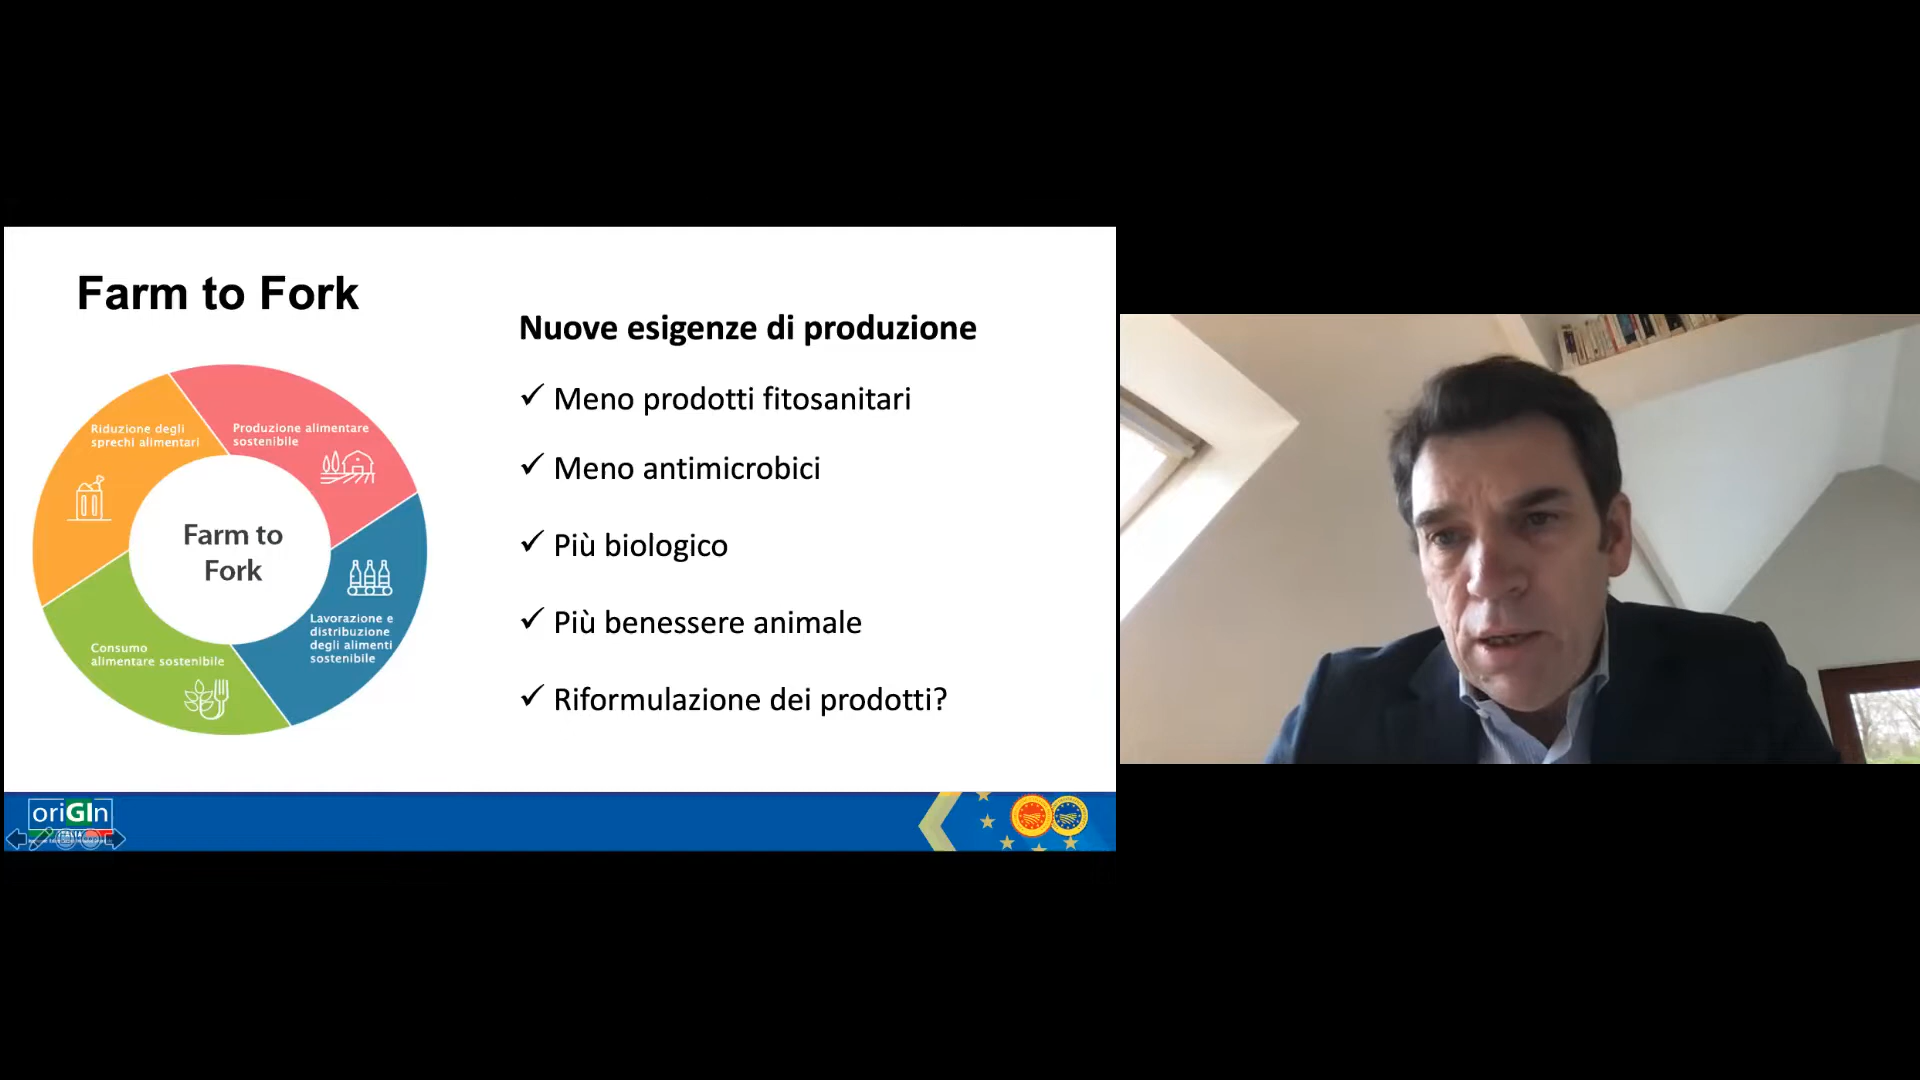 Farm to Fork
Nuove esigenze di produzione
✓ Meno prodotti fitosanitari
✓ Meno antimicrobici
✓ Più biologico
✓ Più benessere animale
✓ Riformulazione dei prodotti?
Riduzione degli
sprechi alimentari
Produzione alimentare
sostenibile
Farm to
Fork
Lavorazione e
distribuzione
degli alimenti
sostenibile
Consumo
alimentare sostenibile
oriGIn
ITALIA